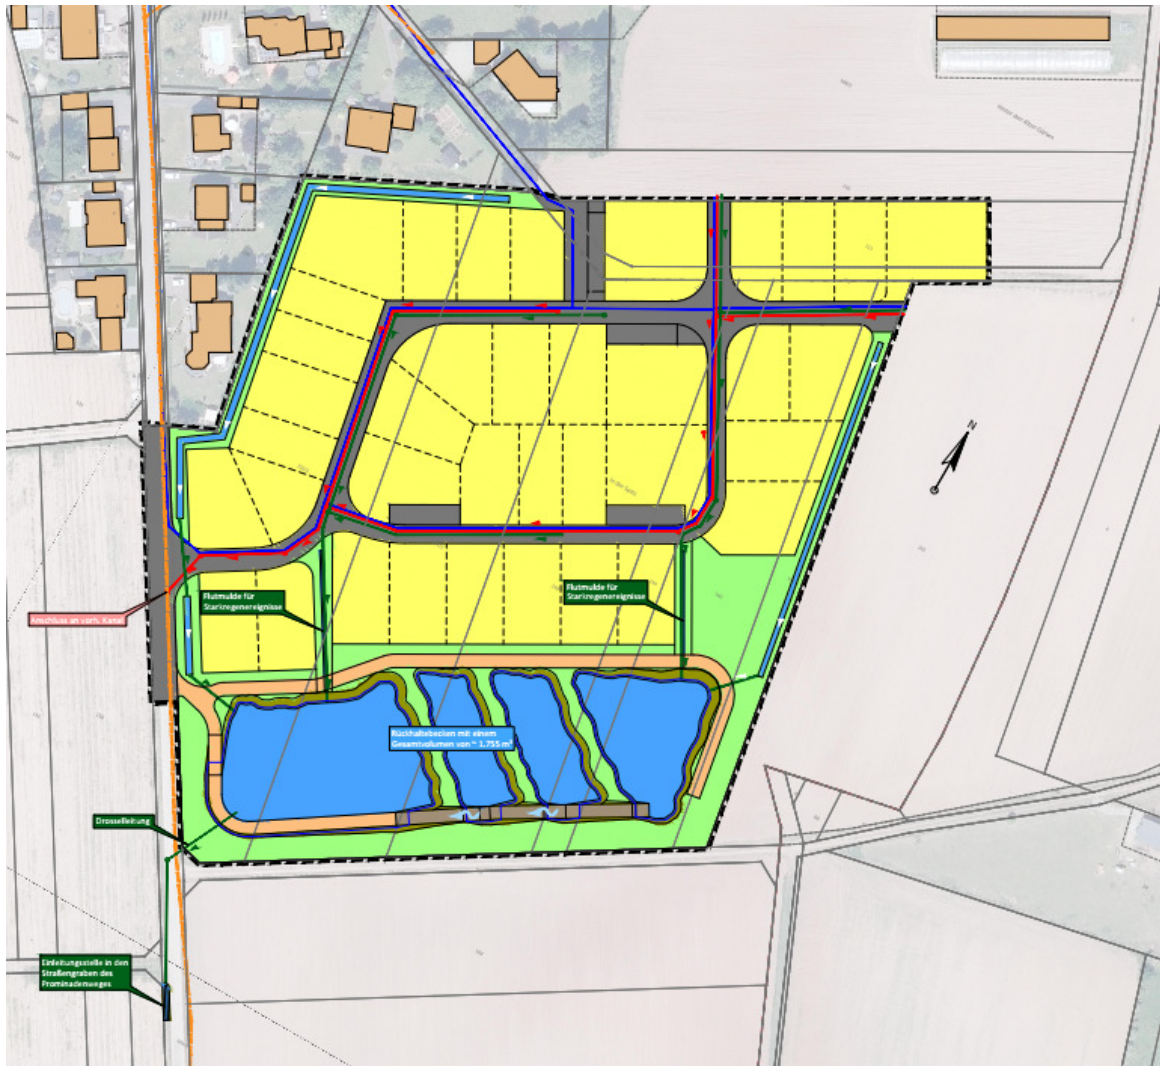 N
Flutmulde für
Starkregenereignisse
Flutmulde für
Starkregenereignisse
Anschluss an vorh. Kanal
Rückhaltebecken mit einem
Gesamtvolumen von ~ 1.755 m³
Drosselleitung
Einleitungsstelle in den
Straßengraben des
Prominadenweges